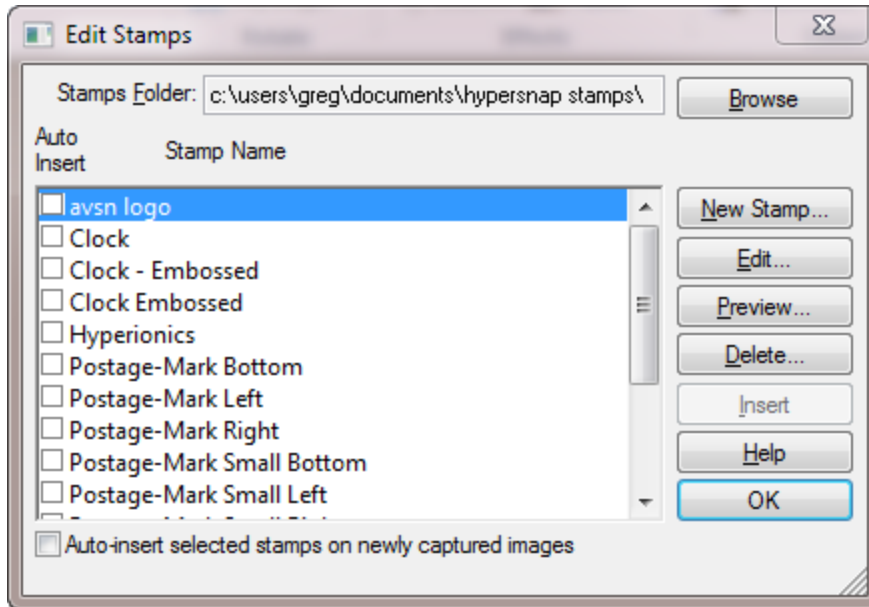 Edit Stamps
Stamps Folder: c:\users\greg\documents\hypersnap stamps\ Browse
Auto
Insert
Stamp Name
avsn logo
Clock
Clock - Embossed
Clock Embossed
Hyperionics
Postage-Mark Bottom
Postage-Mark Left
Postage-Mark Right
Postage-Mark Small Bottom
Postage-Mark Small Left
New Stamp...
Edit...
Preview...
Delete...
Insert
Help
OK
Auto-insert selected stamps on newly captured images